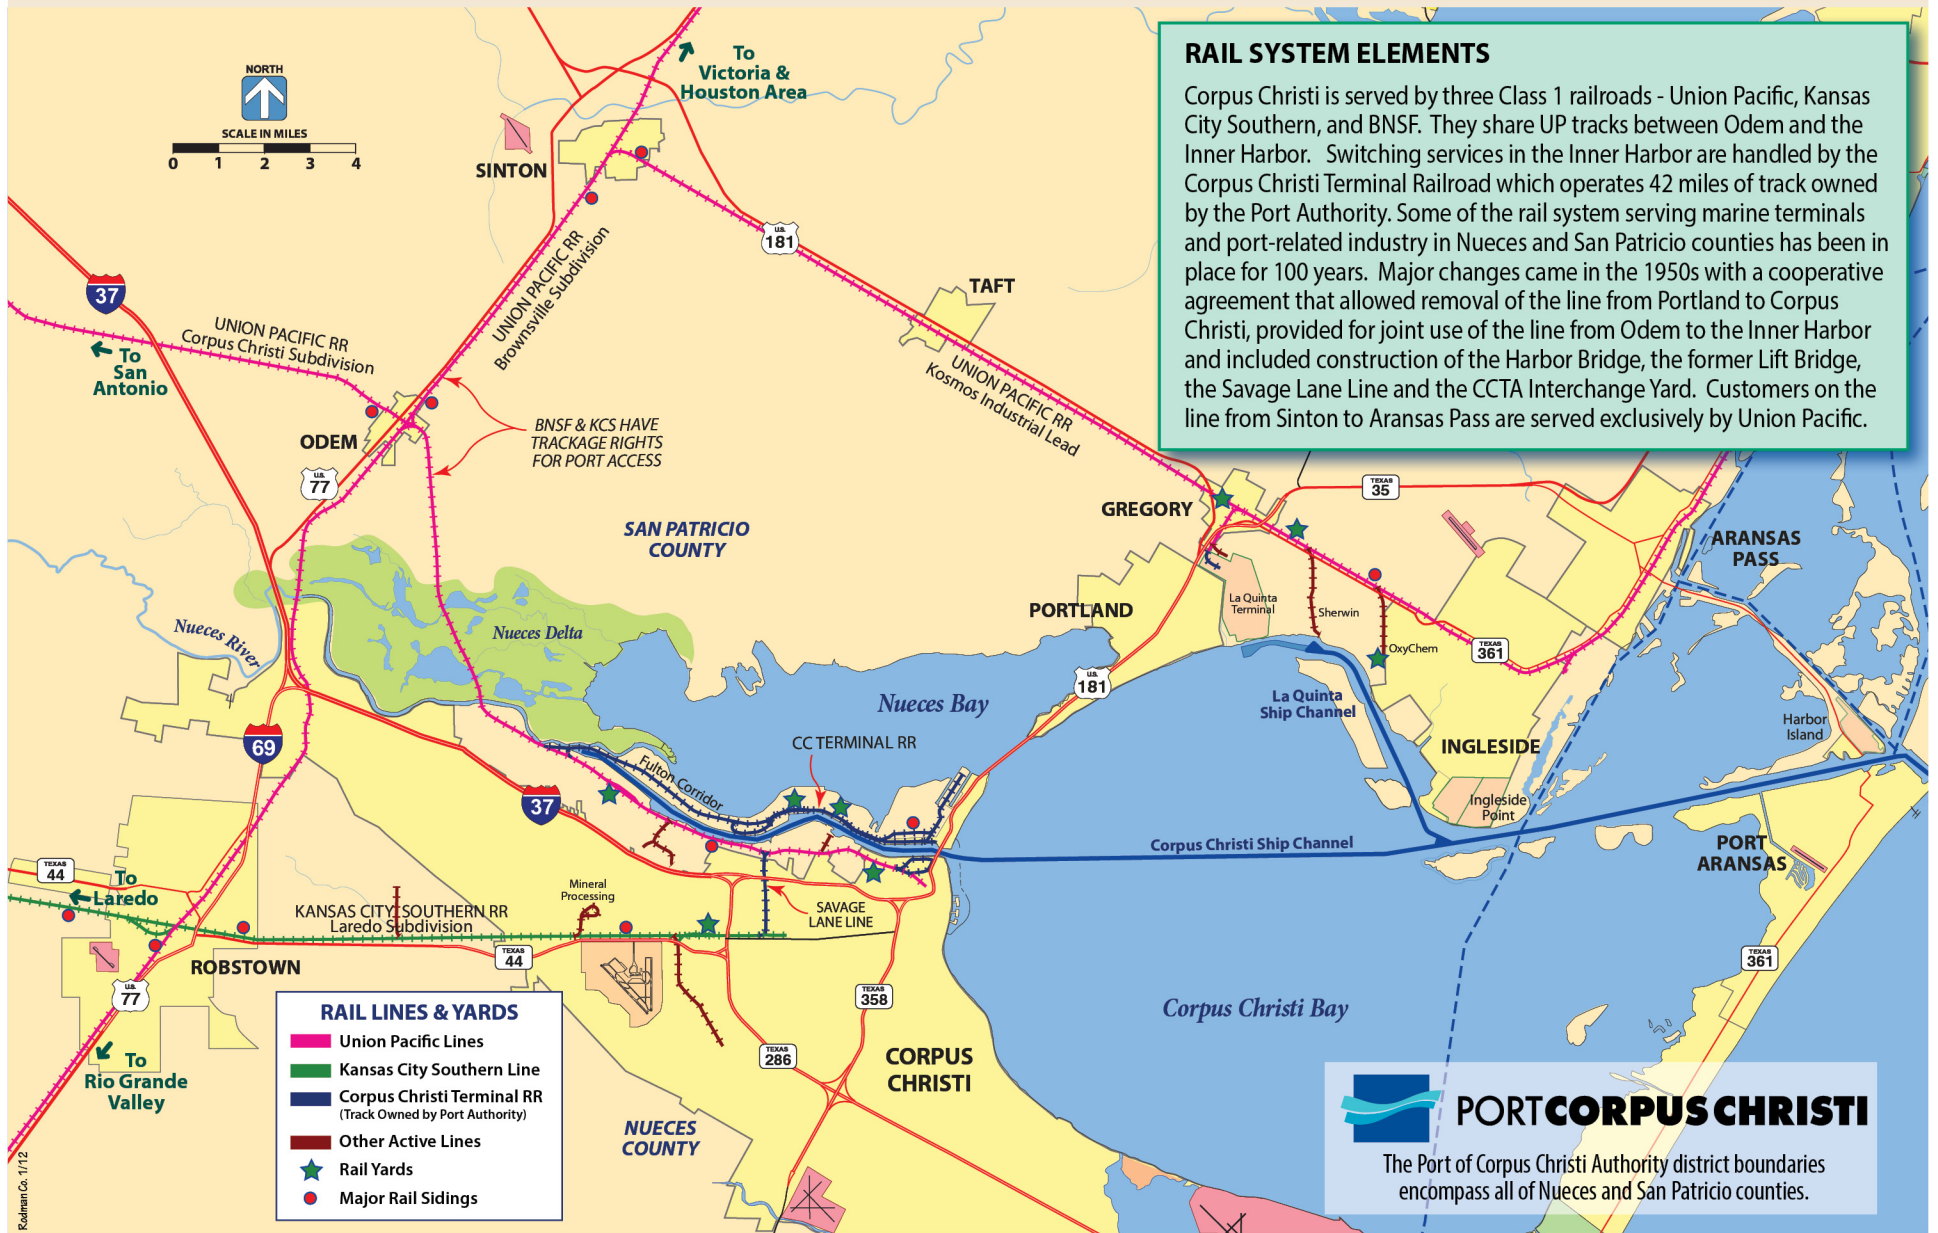 RAIL SYSTEM ELEMENTS
Corpus Christi is served by three Class 1 railroads - Union Pacific, Kansas
City Southern, and BNSF. They share UP tracks between Odem and the
Inner Harbor. Switching services in the Inner Harbor are handled by the
Corpus Christi Terminal Railroad which operates 42 miles of track owned
by the Port Authority. Some of the rail system serving marine terminals
and port-related industry in Nueces and San Patricio counties has been in
place for 100 years. Major changes came in the 1950s with a cooperative
agreement that allowed removal of the line from Portland to Corpus
Christi, provided for joint use of the line from Odem to the Inner Harbor
and included construction of the Harbor Bridge, the former Lift Bridge,
the Savage Lane Line and the CCTA Interchange Yard. Customers on the
line from Sinton to Aransas Pass are served exclusively by Union Pacific.
NORTH
SCALE IN MILES
0 1 2 3 4
To
Victoria &
Houston Area
SINTON
U.S.
181
37
UNION PACIFIC RR
Brownsville Subdivision
TAFT
UNION PACIFIC RR
Corpus Christi Subdivision
To
San
Antonio
UNION PACIFIC RR
Kosmos Industrial Lead
BNSF & KCS HAVE
TRACKAGE RIGHTS
FOR PORT ACCESS
ODEM
U.S.
77
TEXAS
35
GREGORY
SAN PATRICIO
COUNTY
ARANSAS
PASS
PORTLAND
La Quinta
Terminal
Sherwin
OxyChem
TEXAS
361
Nueces River
Nueces Delta
U.S.
181
Nueces Bay
La Quinta
Ship Channel
Harbor
Island
69
CC TERMINAL RR
INGLESIDE
Fulton Corridor
37
Ingleside
Point
Corpus Christi Ship Channel
PORT
ARANSAS
TEXAS
44
To
Laredo
Mineral
Processing
KANSAS CITY SOUTHERN RR
Laredo Subdivision
SAVAGE
LANE LINE
TEXAS
44
ROBSTOWN
TEXAS
361
U.S.
77
TEXAS
358
Corpus Christi Bay
To
Rio Grande
Valley
TEXAS
286
CORPUS
CHRISTI
NUECES
COUNTY
RAIL LINES & YARDS
Union Pacific Lines
Kansas City Southern Line
Corpus Christi Terminal RR
(Track Owned by Port Authority)
Other Active Lines
Rail Yards
Major Rail Sidings
Rodman Co. 1/12
PORTCORPUSCHRISTI
The Port of Corpus Christi Authority district boundaries
encompass all of Nueces and San Patricio counties.